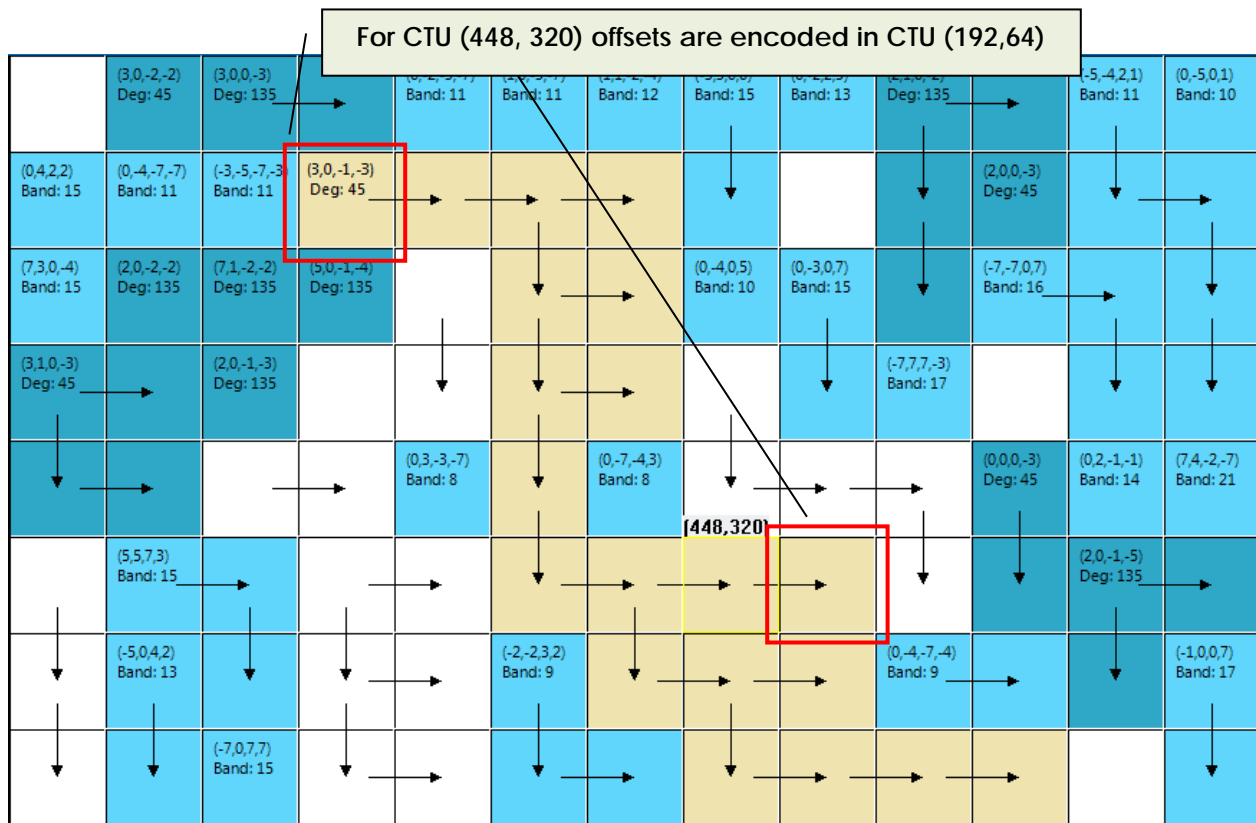 For CTU (448, 320) offsets are encoded in CTU (192,64)
(3,0,-2,-2)
Deg: 45
(3,0,0,-3)
Deg: 135
Band: 11
Band: 11
Band: 12
Band: 15
Band: 13
Deg: 135
(-5,-4,2,1)
Band: 11
(0,-5,0,1)
Band: 10
(0,4,2,2)
Band: 15
(0,-4,-7,-7)
Band: 11
(-3,-5,-7,-3)
Band: 11
(3,0,-1,-3)
Deg: 45
(2,0,0,-3)
Deg: 45
(7,3,0,-4)
Band: 15
(2,0,-2,-2)
Deg: 135
(7,1,-2,-2)
Deg: 135
(5,0,-1,-4)
Deg: 135
(0,-4,0,5)
Band: 10
(0,-3,0,7)
Band: 15
(-7,-7,0,7)
Band: 16
(3,1,0,-3)
Deg: 45
(2,0,-1,-3)
Deg: 135
(-7,7,7,-3)
Band: 17
(0,3,-3,-7)
Band: 8
(0,-7,-4,3)
Band: 8
(0,0,0,-3)
Deg: 45
(0,2,-1,-1)
Band: 14
(7,4,-2,-7)
Band: 21
(448,320)
(5,5,7,3)
Band: 15
(2,0,-1,-5)
Deg: 135
(-5,0,4,2)
Band: 13
(-2,-2,3,2)
Band: 9
(0,-4,-7,-4)
Band: 9
(-1,0,0,7)
Band: 17
(-7,0,7,7)
Band: 15